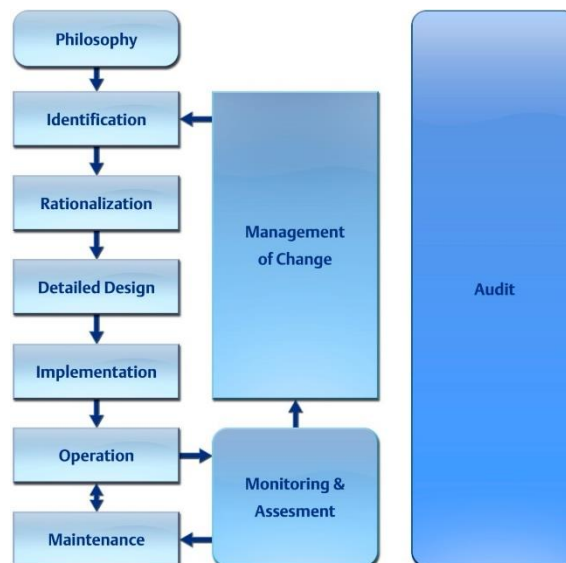 Philosophy
Identification
Rationalization
Detailed Design
Implementation
Operation
Maintenance
Management
of Change
Monitoring &
Assesment
Audit